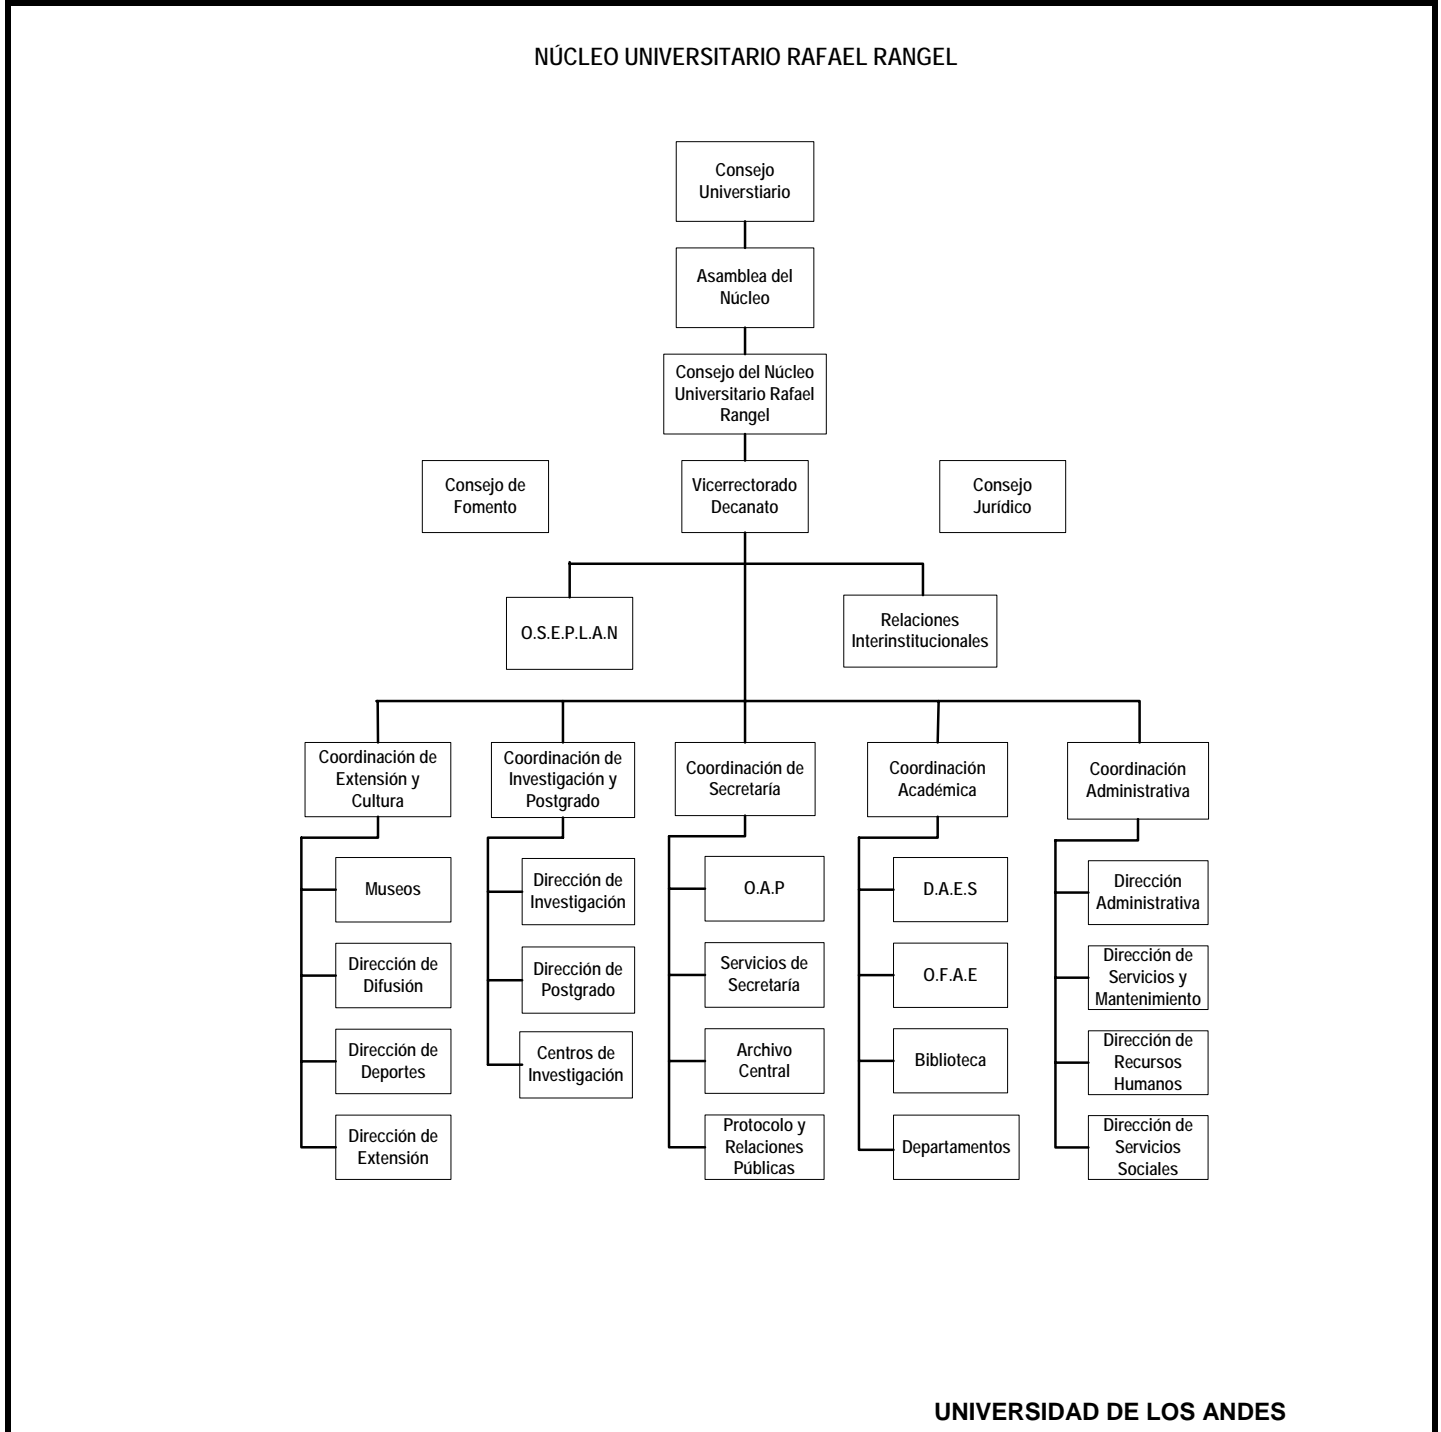 NÚCLEO UNIVERSITARIO RAFAEL RANGEL
Consejo
Universtiario
Asamblea del
Núcleo
Consejo del Núcleo
Universitario Rafael
Rangel
Consejo de
Fomento
Vicerrectorado
Decanato
Consejo
Jurídico
O.S.E.P.L.A.N
Relaciones
Interinstitucionales
Coordinación de
Extensión y
Cultura
Coordinación de
Investigación y
Postgrado
Coordinación de
Secretaría
Coordinación
Académica
Coordinación
Administrativa
Museos
Dirección de
Difusión
Dirección de
Deportes
Dirección de
Extensión
Dirección de
Investigación
Dirección de
Postgrado
Centros de
Investigación
O.A.P
Servicios de
Secretaría
Archivo
Central
Protocolo y
Relaciones
Públicas
D.A.E.S
O.F.A.E
Biblioteca
Departamentos
Dirección
Administrativa
Dirección de
Servicios y
Mantenimiento
Dirección de
Recursos
Humanos
Dirección de
Servicios
Sociales
UNIVERSIDAD DE LOS ANDES